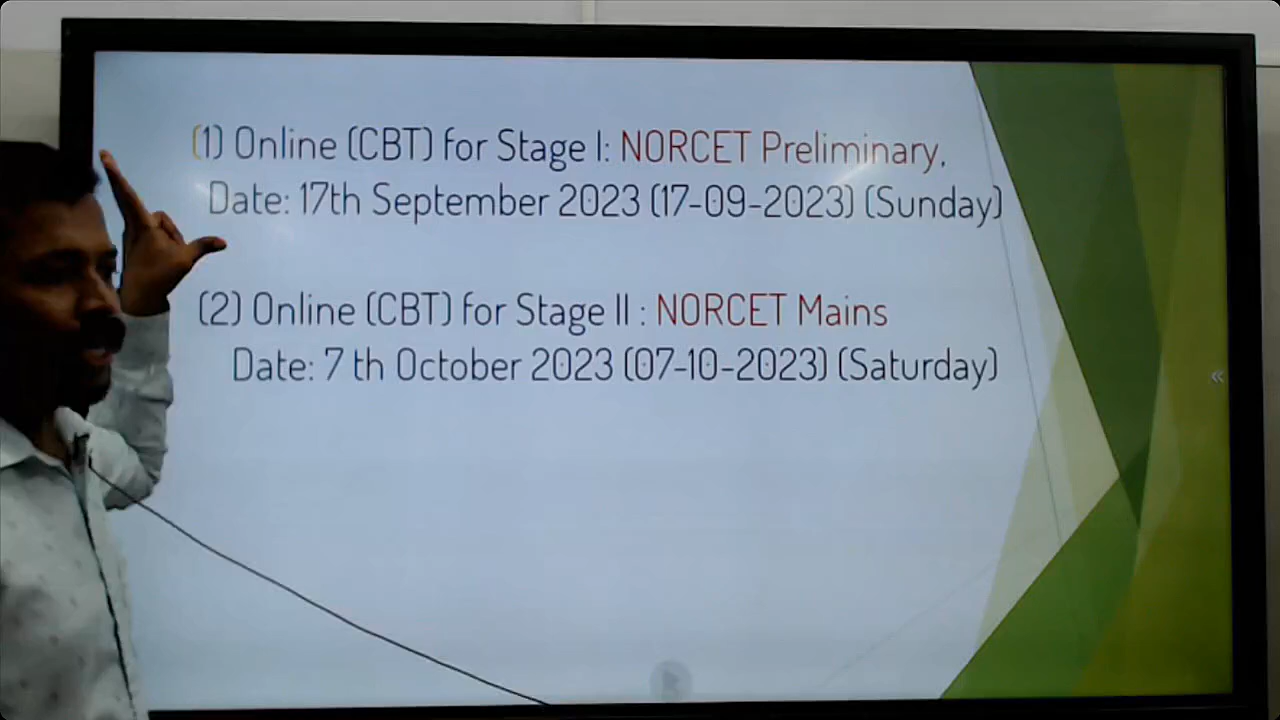 (1) Online (CBT) for Stage I: NORCET Preliminary,
Date: 17th September 2023 (17-09-2023) (Sunday)
(2) Online (CBT) for Stage II : NORCET Mains
Date: 7 th October 2023 (07-10-2023) (Saturday)